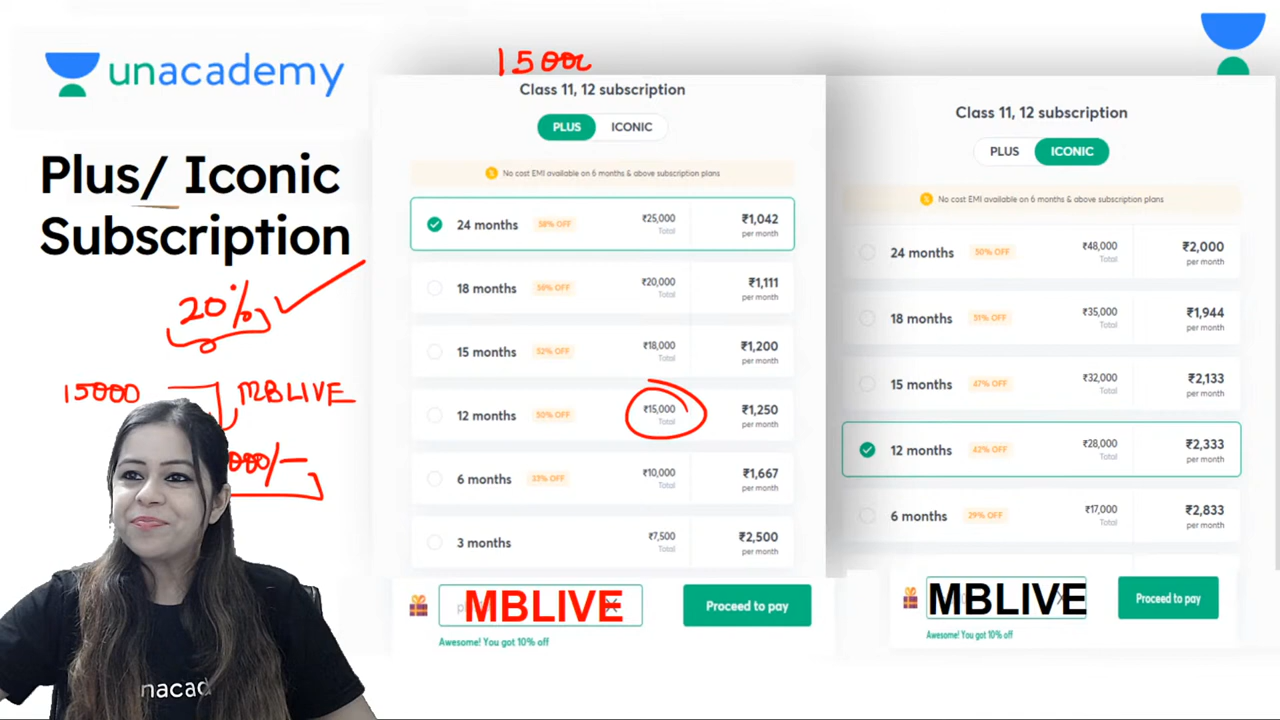 unacademy
Plus/ Iconic
Subscription
20%
15000
MBLIVE
000/-
unacad
15000
Class 11, 12 subscription
PLUS
ICONIC
No cost EMI available on 6 months & above subscription plans
24 months 58% OFF ₹25,000 ₹1,042
Total per month
18 months 56% OFF ₹20,000 ₹1,111
Total per month
15 months 52% OFF ₹18,000 ₹1,200
Total per month
12 months 50% OFF ₹15,000 ₹1,250
Total per month
6 months 33% OFF ₹10,000 ₹1,667
Total per month
3 months ₹7,500 ₹2,500
Total per month
MBLIVE
Proceed to pay
Awesome! You got 10% off
Class 11, 12 subscription
PLUS
ICONIC
No cost EMI available on 6 months & above subscription plans
24 months 50% OFF ₹48,000 ₹2,000
Total per month
18 months 51% OFF ₹35,000 ₹1,944
Total per month
15 months 47% OFF ₹32,000 ₹2,133
Total per month
12 months 42% OFF ₹28,000 ₹2,333
Total per month
6 months 29% OFF ₹17,000 ₹2,833
Total per month
MBLIVE
Proceed to pay
Awesome! You got 10% off